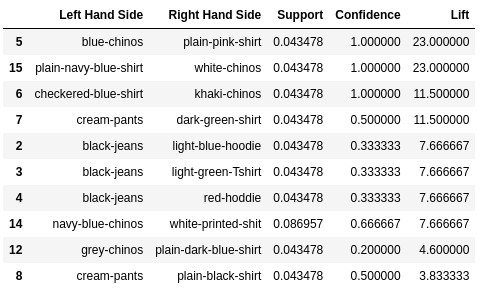 Left Hand Side Right Hand Side Support Confidence Lift
5 blue-chinos plain-pink-shirt 0.043478 1.000000 23.000000
15 plain-navy-blue-shirt white-chinos 0.043478 1.000000 23.000000
6 checkered-blue-shirt khaki-chinos 0.043478 1.000000 11.500000
7 cream-pants dark-green-shirt 0.043478 0.500000 11.500000
2 black-jeans light-blue-hoodie 0.043478 0.333333 7.666667
3 black-jeans light-green-Tshirt 0.043478 0.333333 7.666667
4 black-jeans red-hoddie 0.043478 0.333333 7.666667
14 navy-blue-chinos white-printed-shit 0.086957 0.666667 7.666667
12 grey-chinos plain-dark-blue-shirt 0.043478 0.200000 4.600000
8 cream-pants plain-black-shirt 0.043478 0.500000 3.833333